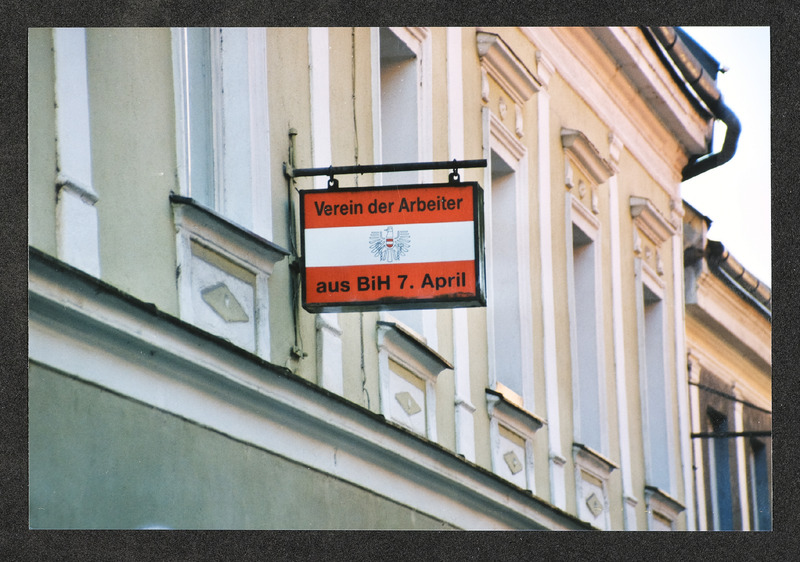 Verein der Arbeiter
aus BiH 7. April